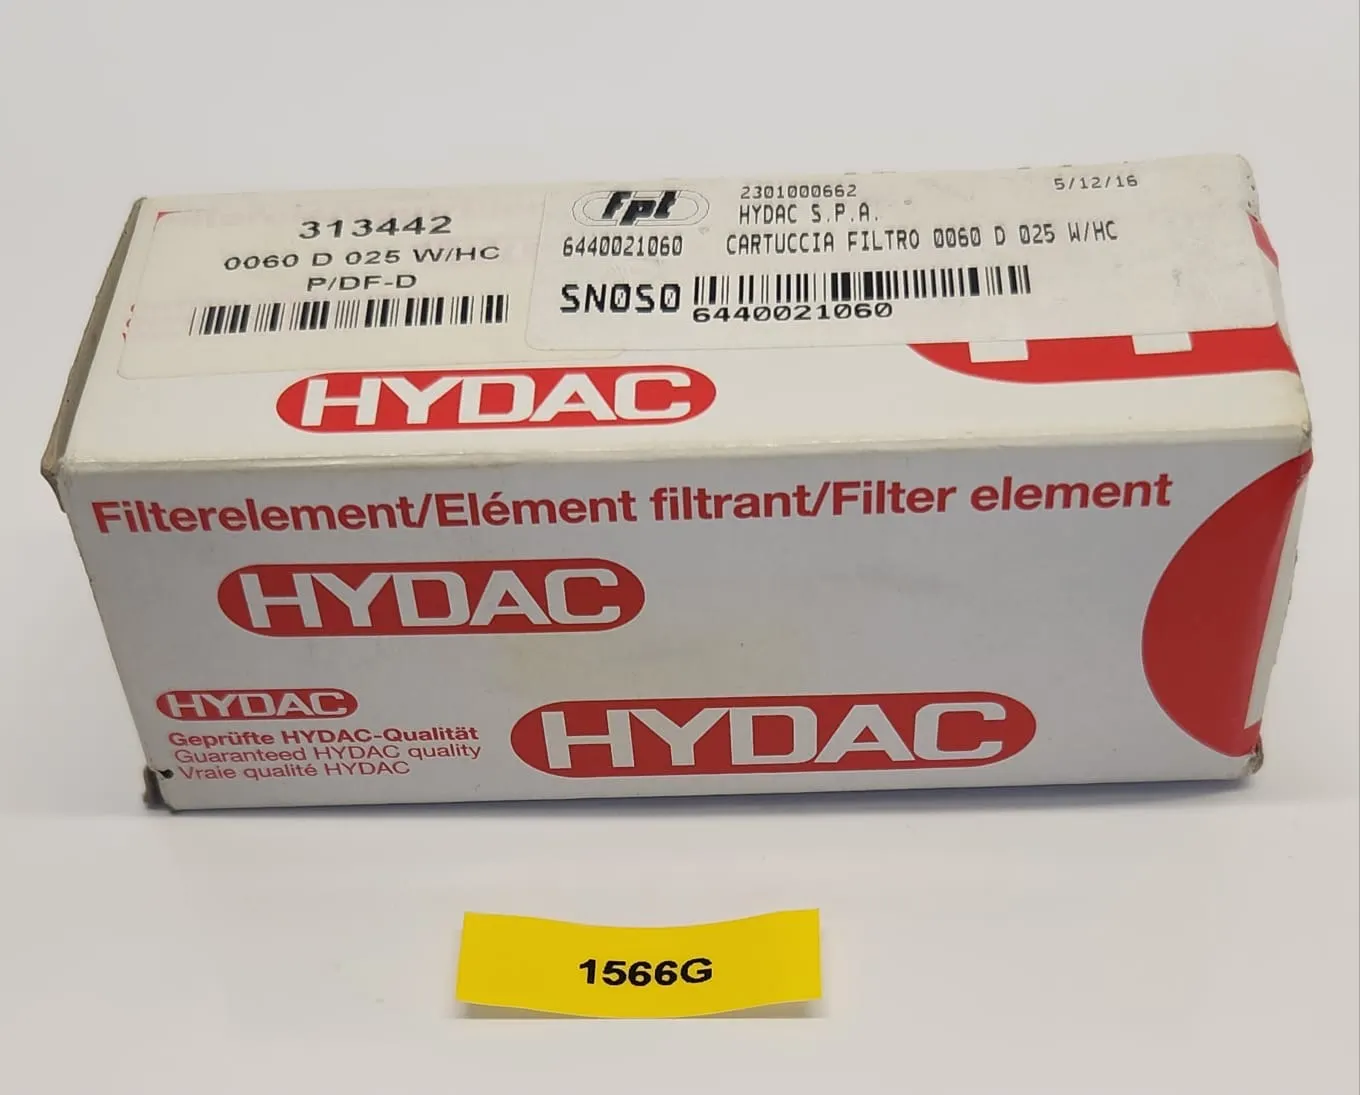 313442
0060 D 025 W/HC
P/DF-D
fpt
2301000662
5/12/16
HYDAC S.P.A.
6440021060
CARTUCCIA FILTRO 0060 D 025 W/HC
SN0S0
6440021060
HYDAC
Filterelement/Elément filtrant/Filter element
HYDAC
HYDAC
Geprüfte HYDAC-Qualität
Guaranteed HYDAC quality
Vraie qualité HYDAC
HYDAC
1566G